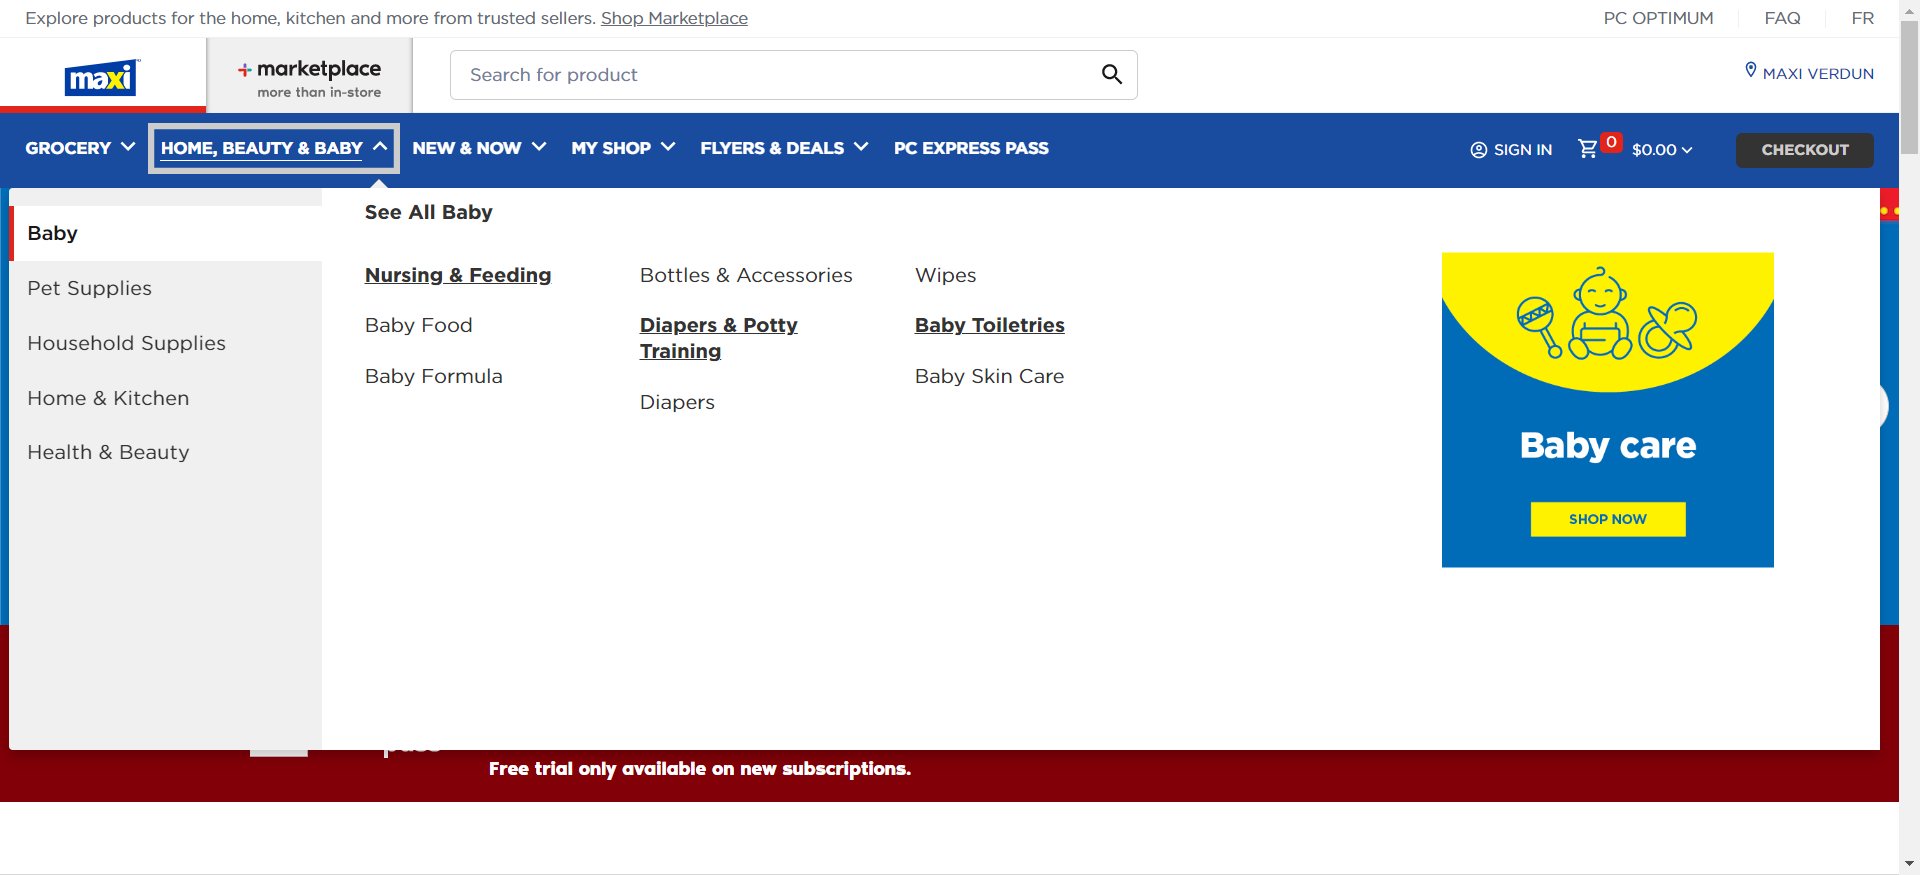 Explore products for the home, kitchen and more from trusted sellers. Shop Marketplace
PC OPTIMUM
FAQ
FR
maxi
marketplace
more than in-store
Search for product
MAXI VERDUN
GROCERY
HOME, BEAUTY & BABY
NEW & NOW
MY SHOP
FLYERS & DEALS
PC EXPRESS PASS
SIGN IN
0
$0.00
CHECKOUT
Baby
Pet Supplies
Household Supplies
Home & Kitchen
Health & Beauty
See All Baby
Nursing & Feeding
Baby Food
Baby Formula
Bottles & Accessories
Diapers & Potty
Training
Diapers
Wipes
Baby Toiletries
Baby Skin Care
Baby care
SHOP NOW
Free trial only available on new subscriptions.